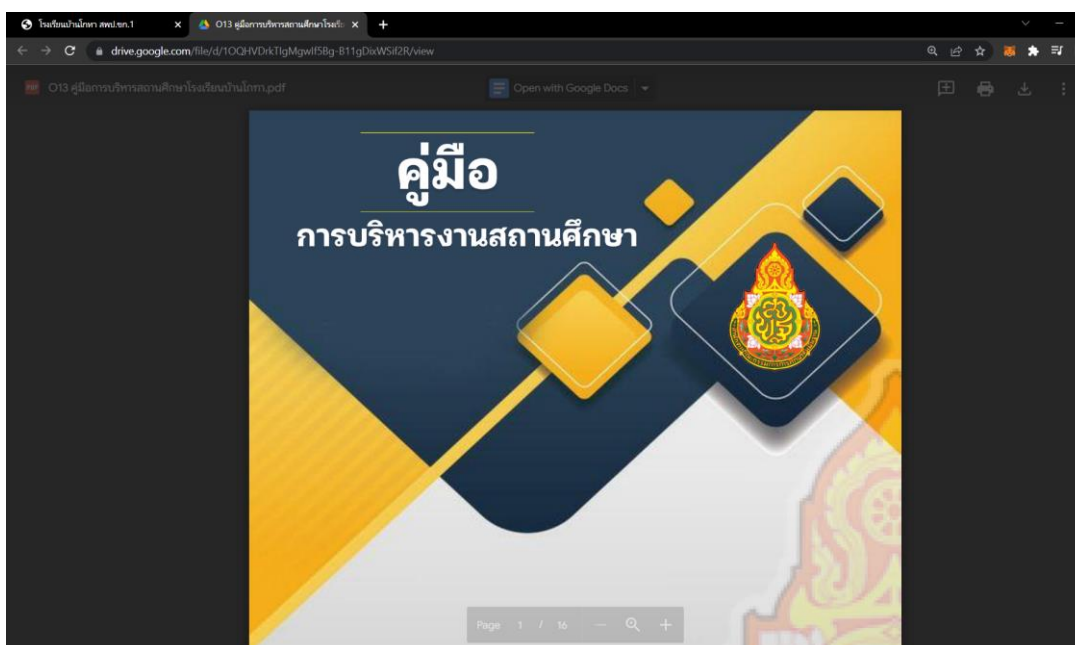 โรงเรียนบ้านโกทา สพป.ขก.1
O13 คู่มือการบริหารสถานศึกษาโรงเรี
drive.google.com/file/d/1OQHVDrkTIgMgwIf5Bg-B11gDixWSif2R/view
PDF O13 คู่มือการบริหารสถานศึกษาโรงเรียนบ้านโกทา.pdf
Open with Google Docs
คู่มือ
การบริหารงานสถานศึกษา
Page 1 / 16